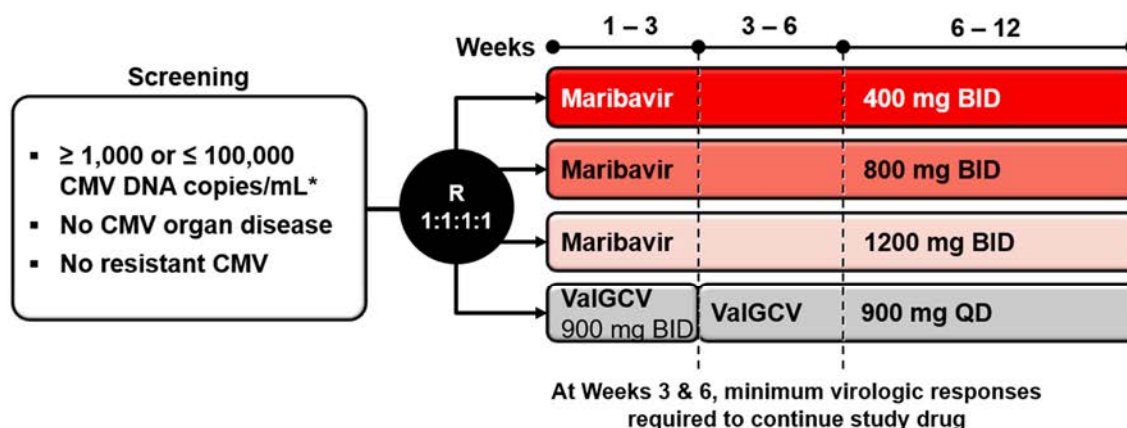 1 – 3
3 – 6
6 – 12
Weeks
Screening
▪ ≥ 1,000 or ≤ 100,000
CMV DNA copies/mL*
▪ No CMV organ disease
▪ No resistant CMV
R
1:1:1:1
Maribavir 400 mg BID
Maribavir 800 mg BID
Maribavir 1200 mg BID
ValGCV
900 mg BID
ValGCV 900 mg QD
At Weeks 3 & 6, minimum virologic responses
required to continue study drug